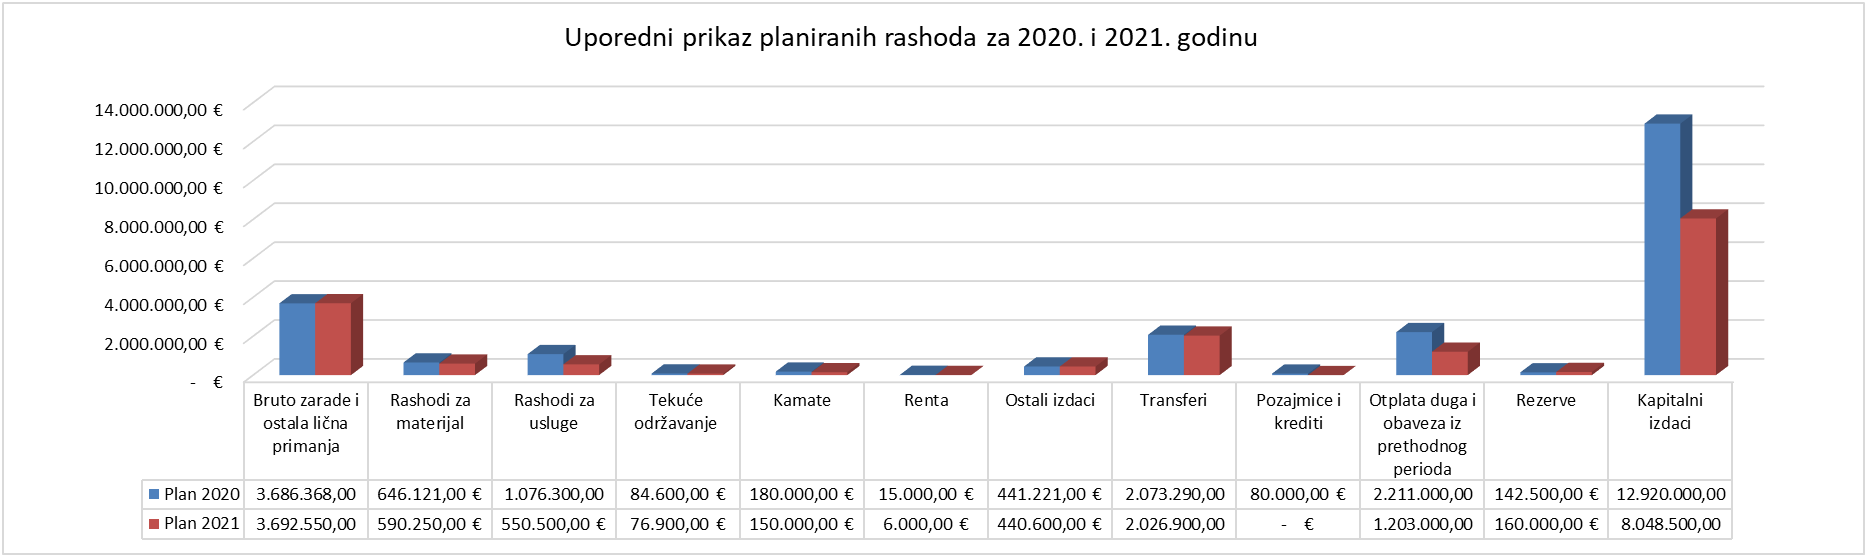 Uporedni prikaz planiranih rashoda za 2020. i 2021. godinu
14.000.000,00 €
12.000.000,00 €
10.000.000,00 €
8.000.000,00 €
6.000.000,00 €
4.000.000,00 €
2.000.000,00 €
- €
Bruto zarade i
ostala lična
primanja
Rashodi za
materijal
Rashodi za
usluge
Tekuće
održavanje
Kamate
Renta
Ostali izdaci
Transferi
Pozajmice i
krediti
Otplata duga i
obaveza iz
prethodnog
perioda
Rezerve
Kapitalni
izdaci
Plan 2020 3.686.368,00 646.121,00 € 1.076.300,00 84.600,00 € 180.000,00 € 15.000,00 € 441.221,00 € 2.073.290,00 80.000,00 € 2.211.000,00 142.500,00 € 12.920.000,00
Plan 2021 3.692.550,00 590.250,00 € 550.500,00 € 76.900,00 € 150.000,00 € 6.000,00 € 440.600,00 € 2.026.900,00 - € 1.203.000,00 160.000,00 € 8.048.500,00